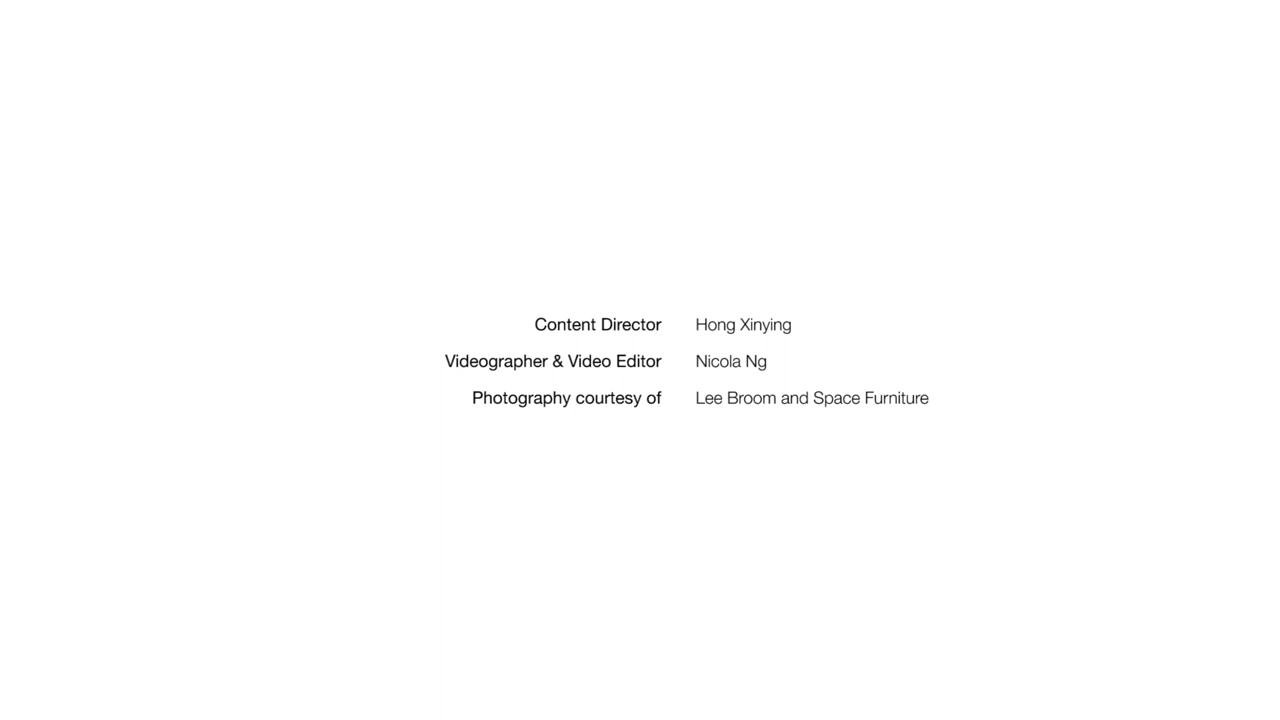 Content Director Hong Xinying
Videographer & Video Editor Nicola Ng
Photography courtesy of Lee Broom and Space Furniture